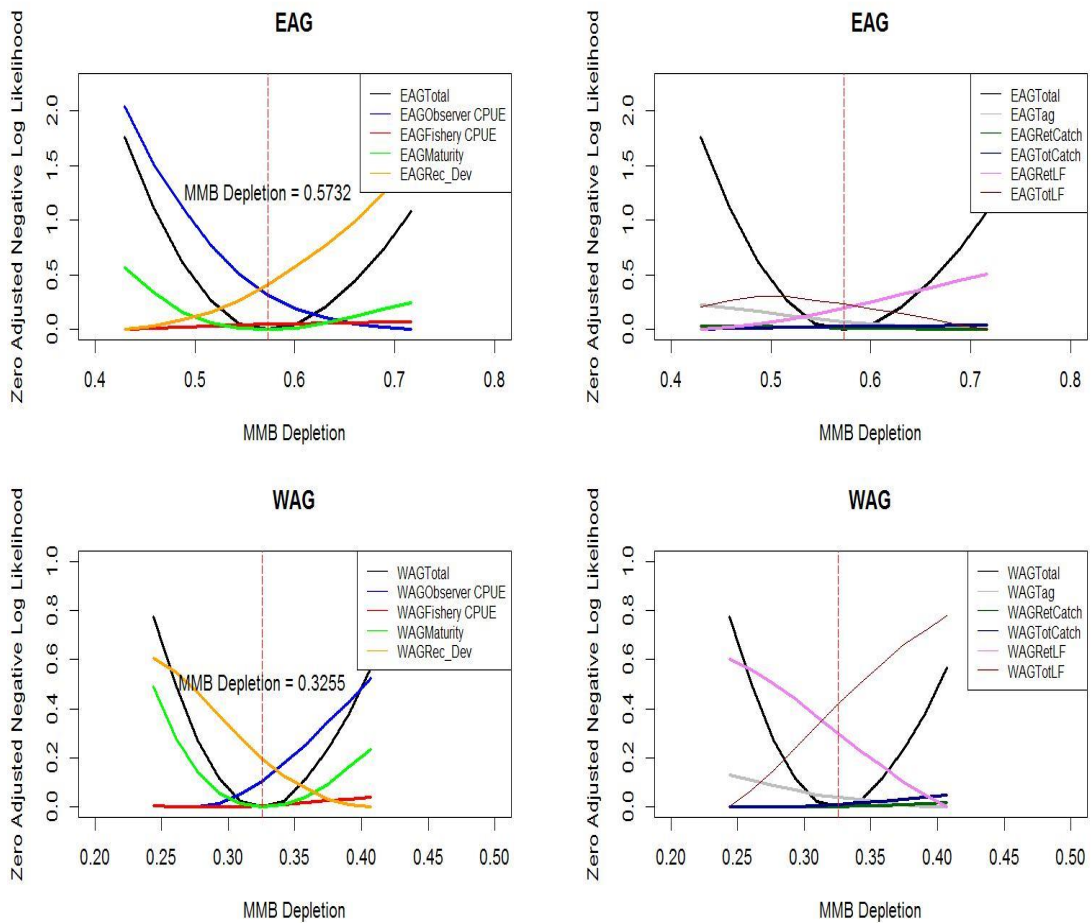 EAG
Zero Adjusted Negative Log Likelihood
2.0
1.5
1.0
0.5
0.0
EAGTotal
EAGObserver CPUE
EAGFishery CPUE
EAGMaturity
EAGRec_Dev
MMB Depletion = 0.5732
0.4 0.5 0.6 0.7 0.8
MMB Depletion
EAG
Zero Adjusted Negative Log Likelihood
2.0
1.5
1.0
0.5
0.0
EAGTotal
EAGTag
EAGRetCatch
EAGTotCatch
EAGRetLF
EAGTotLF
0.4 0.5 0.6 0.7 0.8
MMB Depletion
WAG
Zero Adjusted Negative Log Likelihood
1.0
0.8
0.6
0.4
0.2
0.0
WAGTotal
WAGObserver CPUE
WAGFishery CPUE
WAGMaturity
WAGRec_Dev
MMB Depletion = 0.3255
0.20 0.25 0.30 0.35 0.40 0.45 0.50
MMB Depletion
WAG
Zero Adjusted Negative Log Likelihood
1.0
0.8
0.6
0.4
0.2
0.0
WAGTotal
WAGTag
WAGRetCatch
WAGTotCatch
WAGRetLF
WAGTotLF
0.20 0.25 0.30 0.35 0.40 0.45 0.50
MMB Depletion